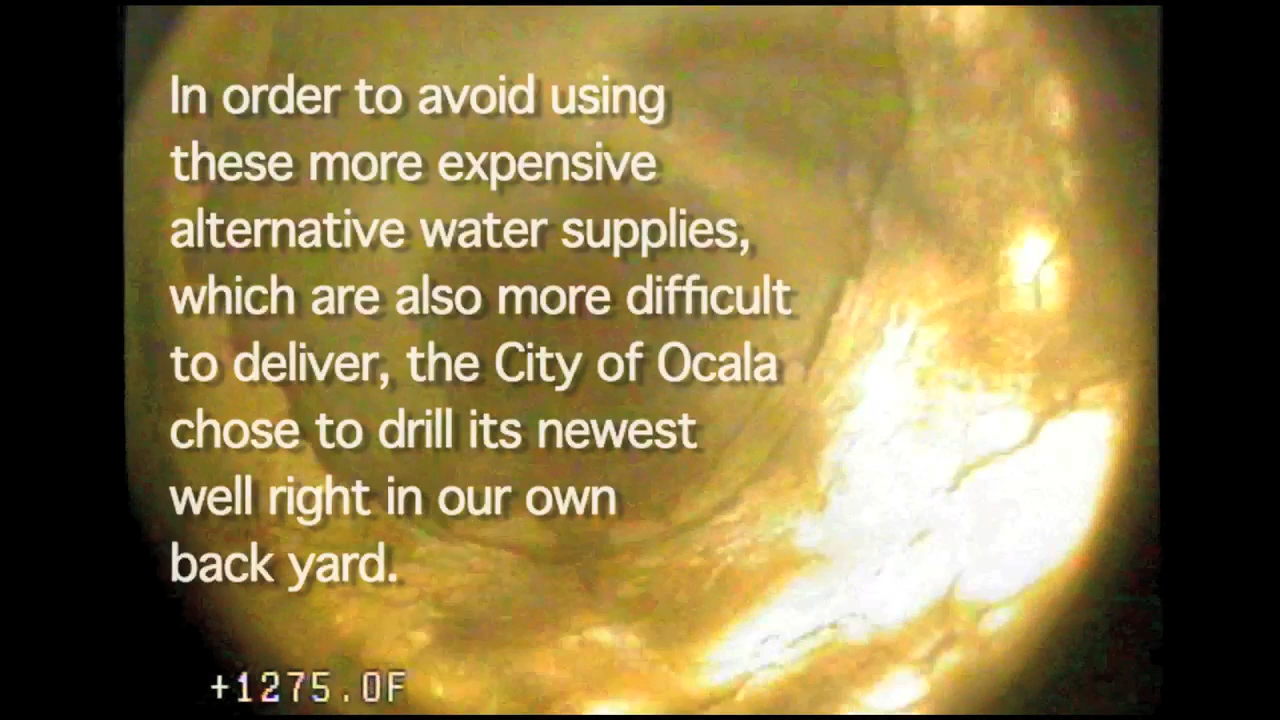 In order to avoid using
these more expensive
alternative water supplies,
which are also more difficult
to deliver, the City of Ocala
chose to drill its newest
well right in our own
back yard.
+1275.0F